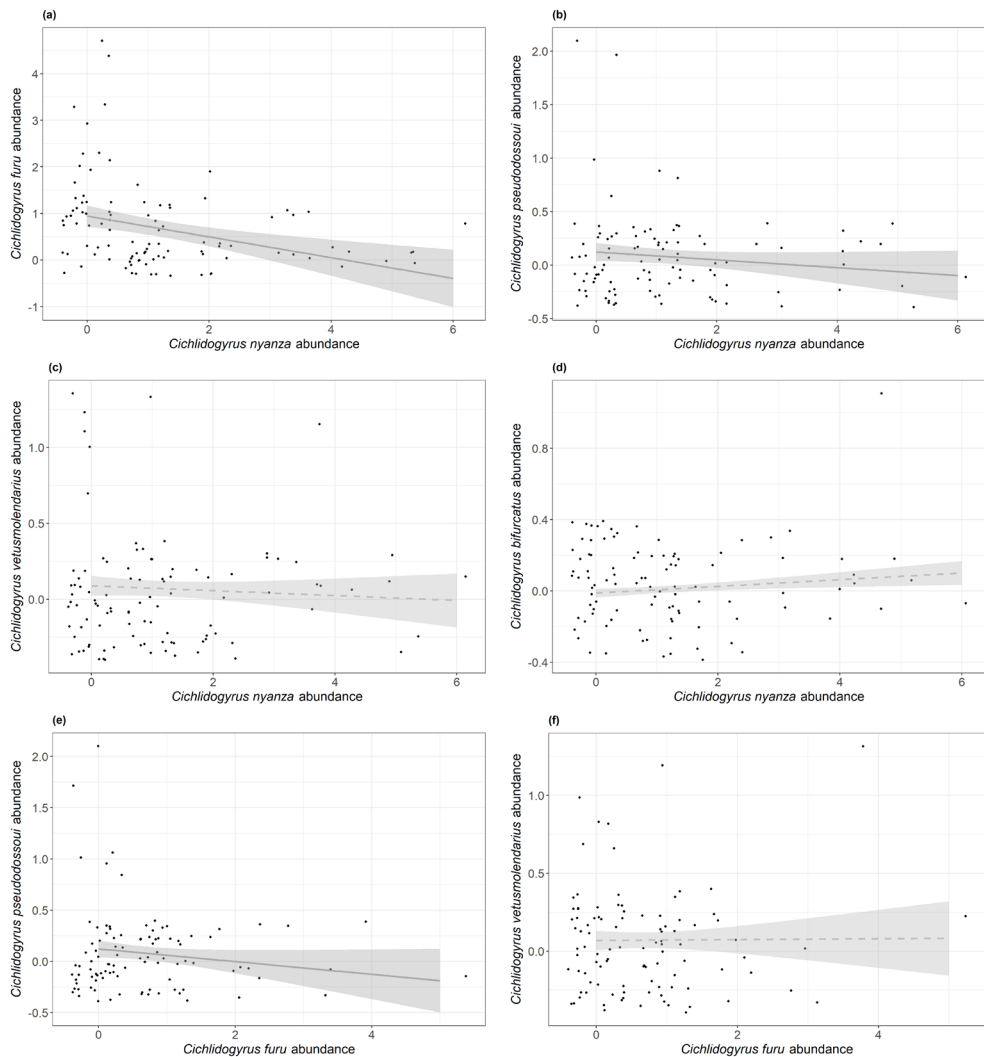 (a)
Cichlidogyrus furu abundance
4
3
2
1
0
-1
0 2 4 6
Cichlidogyrus nyanza abundance
(b)
Cichlidogyrus pseudodossoui abundance
2.0
1.5
1.0
0.5
0.0
-0.5
0 2 4 6
Cichlidogyrus nyanza abundance
(c)
Cichlidogyrus vetusmolendarius abundance
1.0
0.5
0.0
0 2 4 6
Cichlidogyrus nyanza abundance
(d)
Cichlidogyrus bifurcatus abundance
0.8
0.4
0.0
-0.4
0 2 4 6
Cichlidogyrus nyanza abundance
(e)
Cichlidogyrus pseudodossoui abundance
2.0
1.5
1.0
0.5
0.0
-0.5
0 2 4
Cichlidogyrus furu abundance
(f)
Cichlidogyrus vetusmolendarius abundance
1.0
0.5
0.0
0 2 4
Cichlidogyrus furu abundance